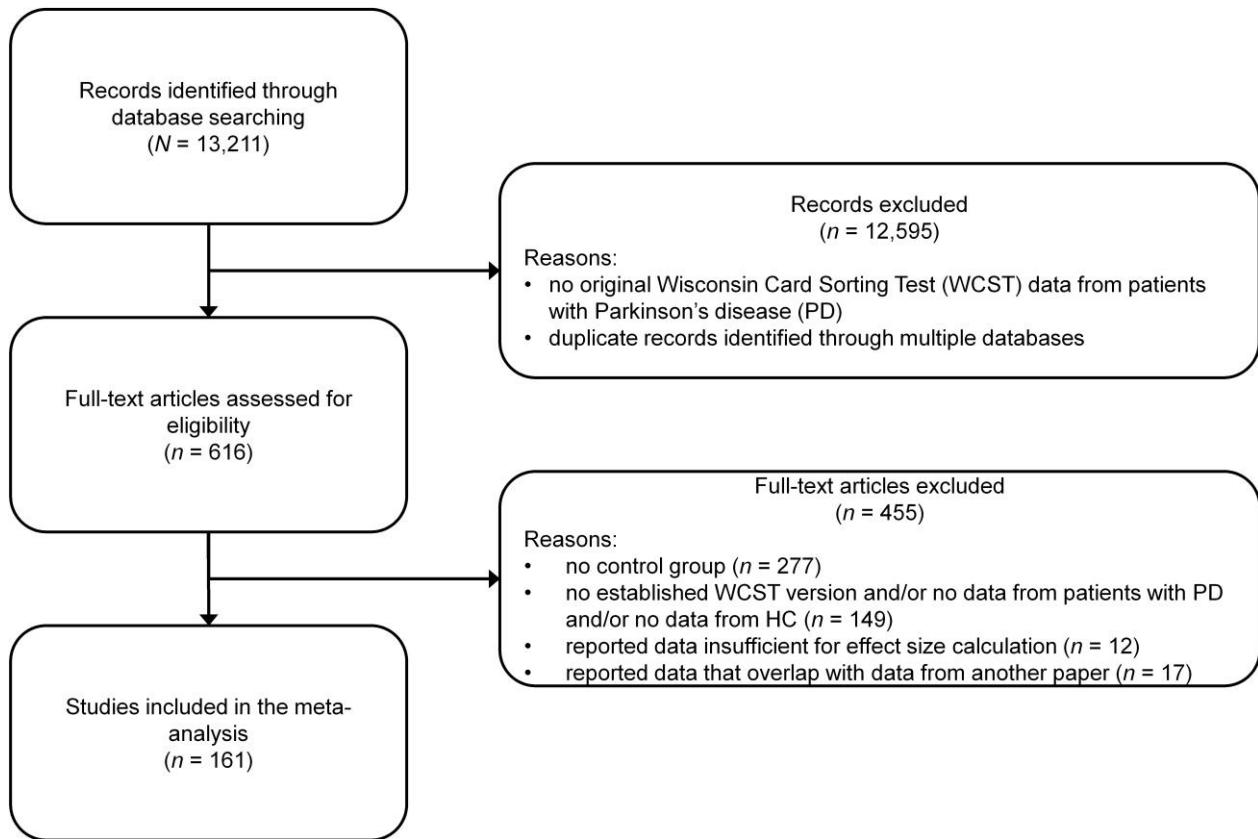 Records identified through
database searching
(N = 13,211)
Records excluded
(n = 12,595)
Reasons:
• no original Wisconsin Card Sorting Test (WCST) data from patients
with Parkinson’s disease (PD)
• duplicate records identified through multiple databases
Full-text articles assessed for
eligibility
(n = 616)
Full-text articles excluded
(n = 455)
Reasons:
• no control group (n = 277)
• no established WCST version and/or no data from patients with PD
and/or no data from HC (n = 149)
• reported data insufficient for effect size calculation (n = 12)
• reported data that overlap with data from another paper (n = 17)
Studies included in the meta-
analysis
(n = 161)